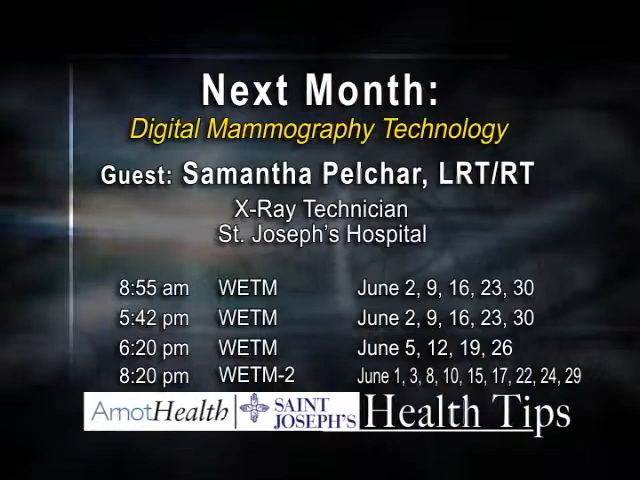 Next Month:
Digital Mammography Technology
Guest: Samantha Pelchar, LRT/RT
X-Ray Technician
St. Joseph's Hospital
8:55 am WETM June 2, 9, 16, 23, 30
5:42 pm WETM June 2, 9, 16, 23, 30
6:20 pm WETM June 5, 12, 19, 26
8:20 pm WETM-2 June 1, 3, 8, 10, 15, 17, 22, 24, 29
ArnotHealth SAINT JOSEPH'S Health Tips